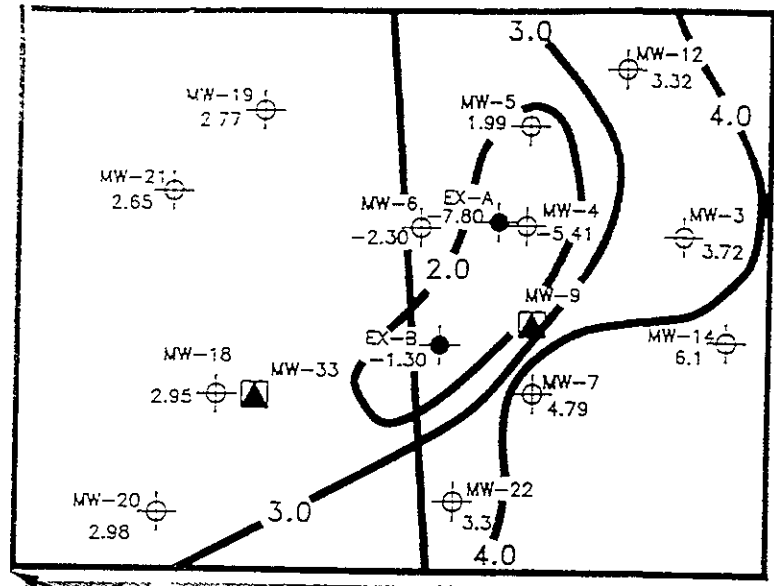 3.0
MW-12
3.32
MW-19
2.77
MW-5
1.99
4.0
MW-21
2.65
EX-A
-7.80
MW-6
-2.30
MW-4
-5.41
MW-3
3.72
2.0
MW-9
EX-B
-1.30
MW-14
6.1
MW-18
2.95
MW-33
MW-7
4.79
MW-20
2.98
3.0
MW-22
3.3
4.0